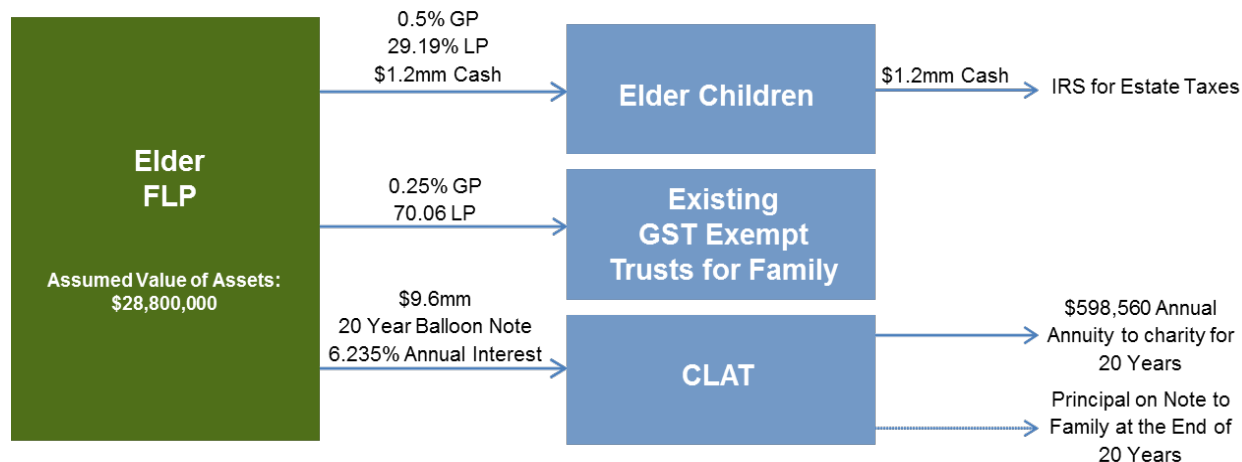 Elder
FLP
Assumed Value of Assets:
$28,800,000
0.5% GP
29.19% LP
$1.2mm Cash
Elder Children
$1.2mm Cash
IRS for Estate Taxes
0.25% GP
70.06 LP
Existing
GST Exempt
Trusts for Family
$9.6mm
20 Year Balloon Note
6.235% Annual Interest
CLAT
$598,560 Annual
Annuity to charity for
20 Years
Principal on Note to
Family at the End of
20 Years